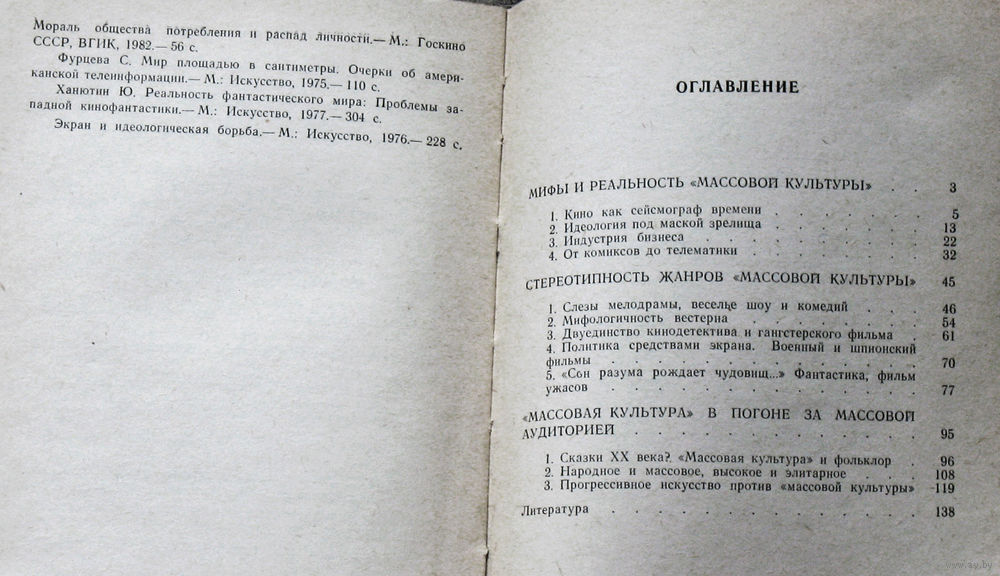 Мораль общества потребления и распад личности.— М.: Госкино
СССР, ВГИК, 1982.— 56 с.
Фурцева С. Мир площадью в сантиметры. Очерки об амери-
канской телеинформации.— М.: Искусство, 1975.— 110 с.
Ханютин Ю. Реальность фантастического мира: Проблемы за-
падной кинофантастики.— М.: Искусство, 1977.— 304 с.
Экран и идеологическая борьба.— М.: Искусство, 1976.— 228 с.
ОГЛАВЛЕНИЕ
МИФЫ И РЕАЛЬНОСТЬ «МАССОВОЙ КУЛЬТУРЫ» . . 3
1. Кино как сейсмограф времени . . . . . . . 5
2. Идеология под маской зрелища . . . . . . . 13
3. Индустрия бизнеса . . . . . . . . . 22
4. От комиксов до телематики . . . . . . . . 32
СТЕРЕОТИПНОСТЬ ЖАНРОВ «МАССОВОЙ КУЛЬТУРЫ» 45
1. Слезы мелодрамы, веселье шоу и комедий . . . 46
2. Мифологичность вестерна . . . . . . . . 54
3. Двуединство кинодетектива и гангстерского фильма . 61
4. Политика средствами экрана. Военный и шпионский
фильмы . . . . . . . . . . . . . 70
5. «Сон разума рождает чудовищ...» Фантастика, фильм
ужасов . . . . . . . . . . . . . 77
«МАССОВАЯ КУЛЬТУРА» В ПОГОНЕ ЗА МАССОВОЙ
АУДИТОРИЕЙ . . . . . . . . . . . . 95
1. Сказки XX века? «Массовая культура» и фольклор . 96
2. Народное и массовое, высокое и элитарное . . . 108
3. Прогрессивное искусство против «массовой культуры» 119
Литература . . . . . . . . . . . . . 138
www.ay.by